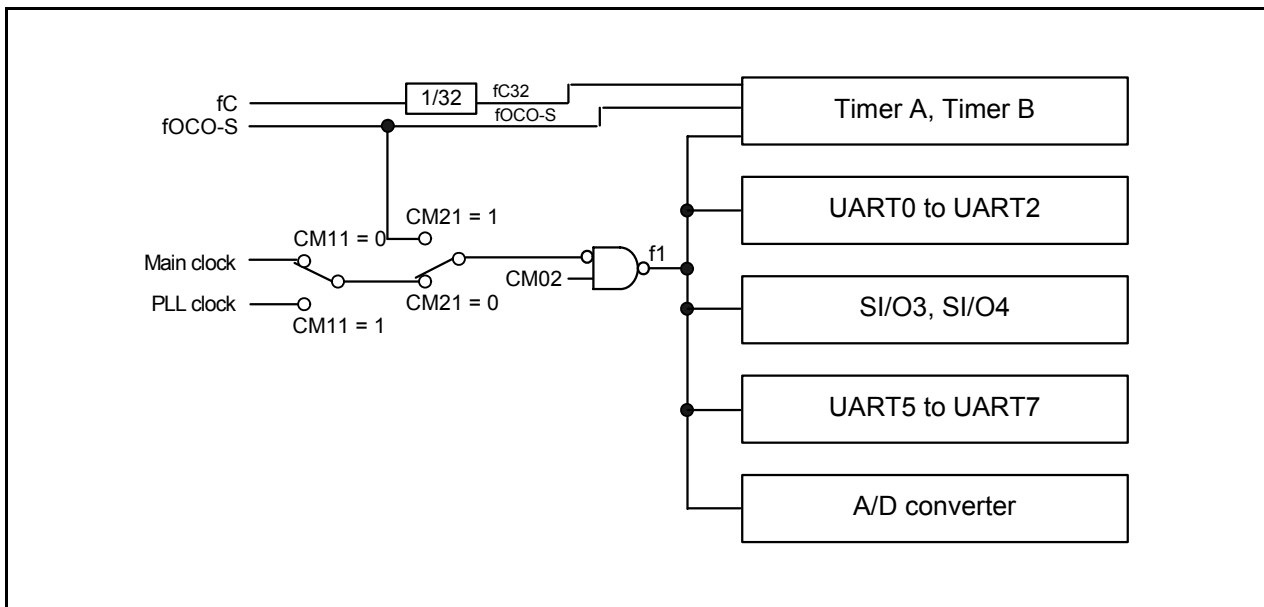 fC
1/32
fC32
fOCO-S
fOCO-S
Timer A, Timer B
UART0 to UART2
CM21 = 1
CM11 = 0
Main clock
CM02
f1
PLL clock
CM21 = 0
CM11 = 1
SI/O3, SI/O4
UART5 to UART7
A/D converter